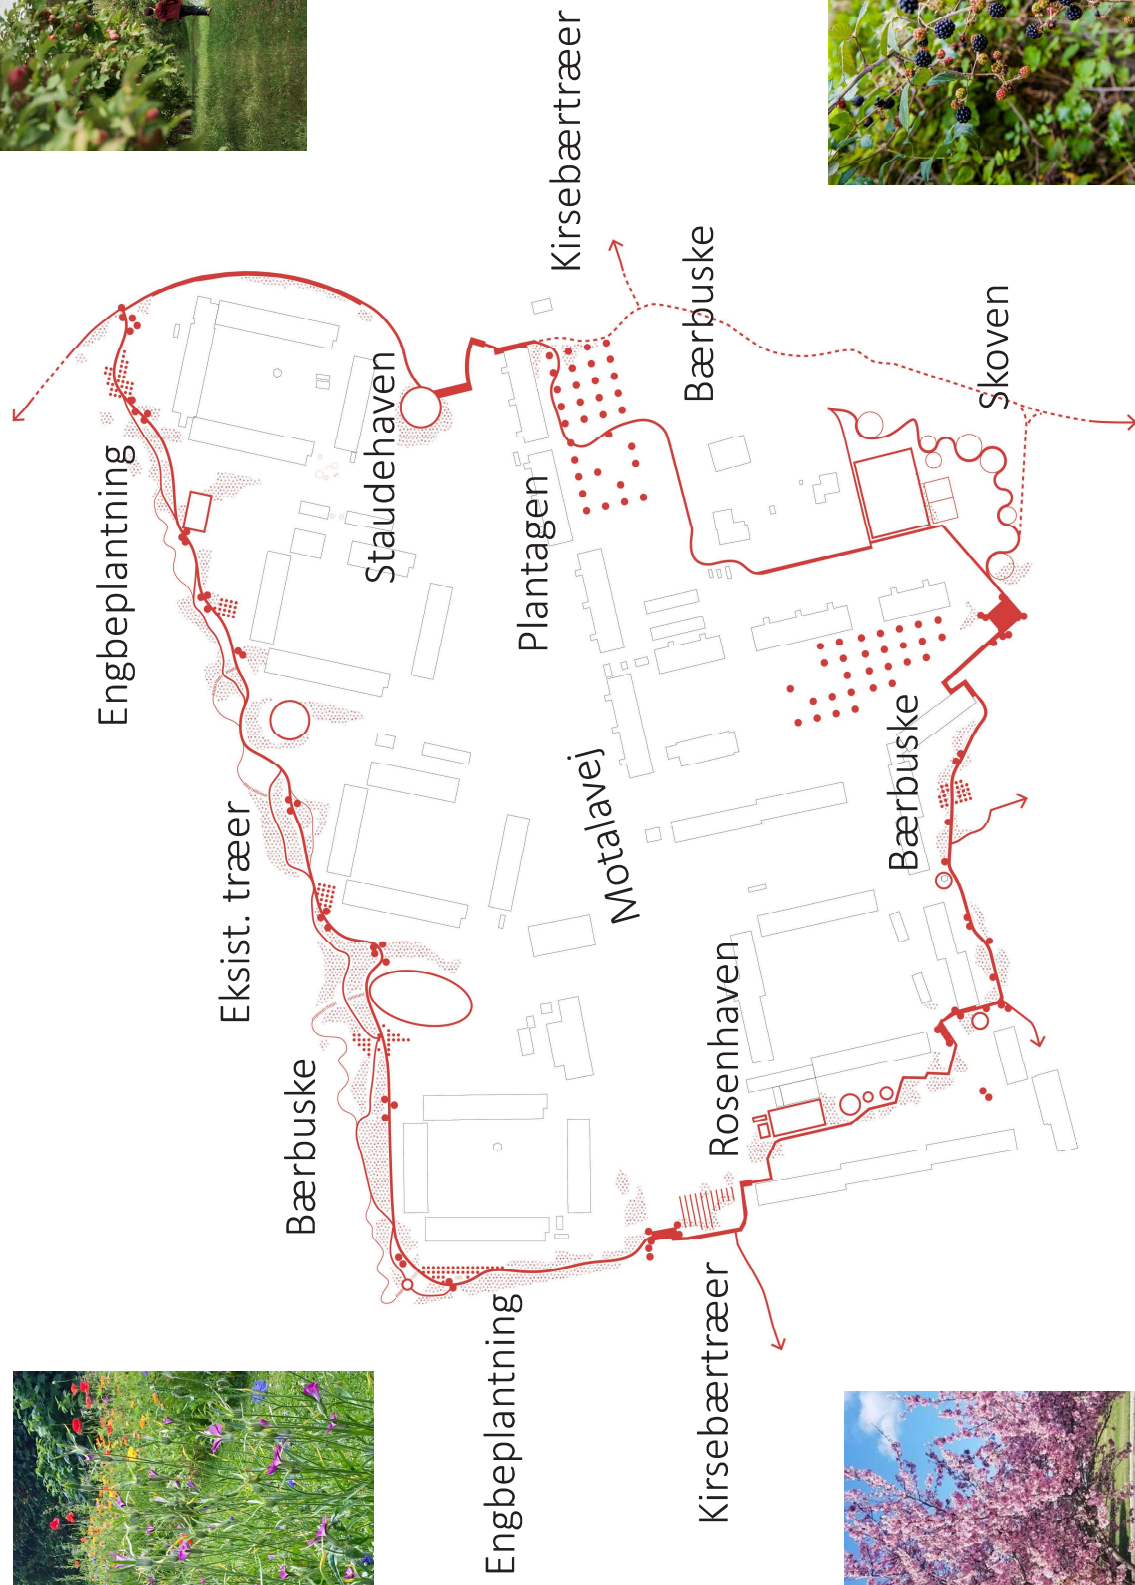 Engbeplantning
Eksist. træer
Bærbuske
Staudehaven
Engbeplantning
Kirsebærtræer
Plantagen
Motalavej
Bærbuske
Rosenhaven
Kirsebærtræer
Bærbuske
Skoven